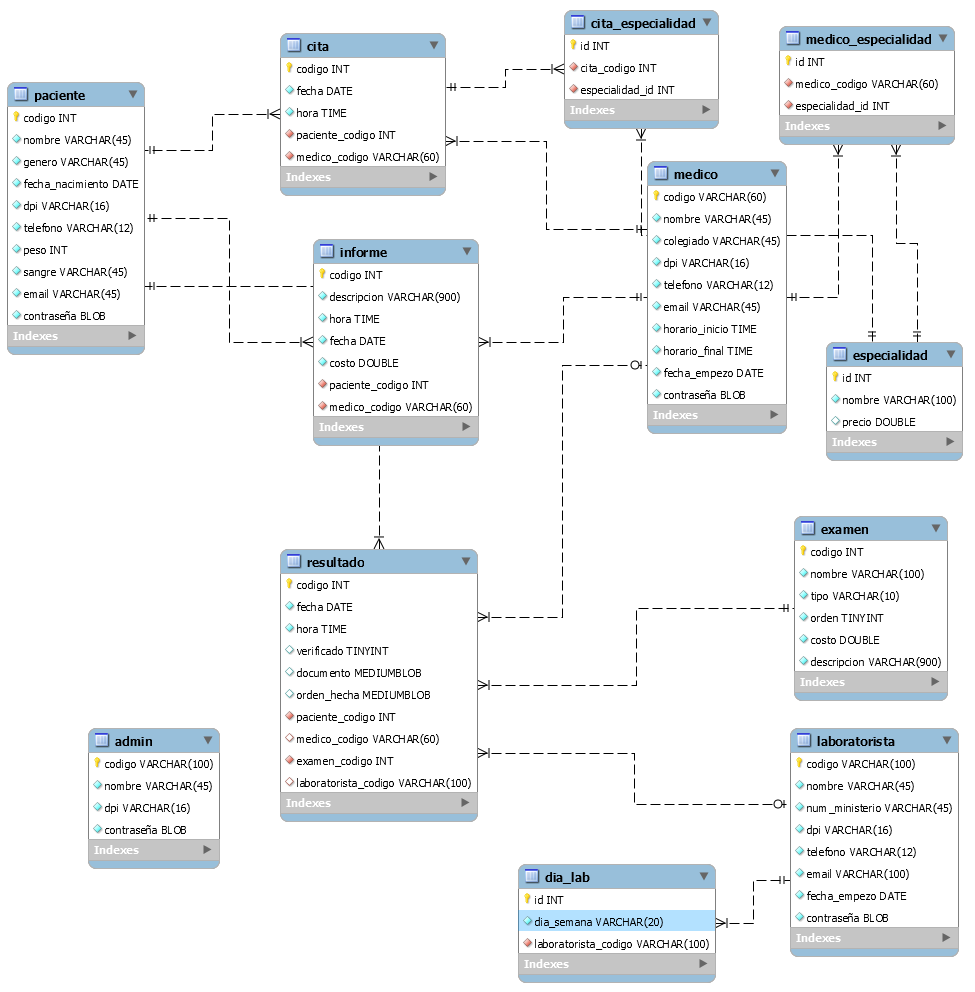 cita
codigo INT
fecha DATE
hora TIME
paciente_codigo INT
medico_codigo VARCHAR(60)
Indexes
cita_especialidad
id INT
cita_codigo INT
especialidad_id INT
Indexes
medico_especialidad
id INT
medico_codigo VARCHAR(60)
especialidad_id INT
Indexes
paciente
codigo INT
nombre VARCHAR(45)
genero VARCHAR(45)
fecha_nacimiento DATE
dpi VARCHAR(16)
telefono VARCHAR(12)
peso INT
sangre VARCHAR(45)
email VARCHAR(45)
contraseña BLOB
Indexes
informe
codigo INT
descripcion VARCHAR(900)
hora TIME
fecha DATE
costo DOUBLE
paciente_codigo INT
medico_codigo VARCHAR(60)
Indexes
medico
codigo VARCHAR(60)
nombre VARCHAR(45)
colegiado VARCHAR(45)
dpi VARCHAR(16)
telefono VARCHAR(12)
email VARCHAR(45)
horario_inicio TIME
horario_final TIME
fecha_empezo DATE
contraseña BLOB
Indexes
especialidad
id INT
nombre VARCHAR(100)
precio DOUBLE
Indexes
resultado
codigo INT
fecha DATE
hora TIME
verificado TINYINT
documento MEDIUMBLOB
orden_hecha MEDIUMBLOB
paciente_codigo INT
medico_codigo VARCHAR(60)
examen_codigo INT
laboratorista_codigo VARCHAR(100)
Indexes
examen
codigo INT
nombre VARCHAR(100)
tipo VARCHAR(10)
orden TINYINT
costo DOUBLE
descripcion VARCHAR(900)
Indexes
admin
codigo VARCHAR(100)
nombre VARCHAR(45)
dpi VARCHAR(16)
contraseña BLOB
Indexes
laboratorista
codigo VARCHAR(100)
nombre VARCHAR(45)
num_ministerio VARCHAR(45)
dpi VARCHAR(16)
telefono VARCHAR(12)
email VARCHAR(100)
fecha_empezo DATE
contraseña BLOB
Indexes
dia_lab
id INT
dia_semana VARCHAR(20)
laboratorista_codigo VARCHAR(100)
Indexes